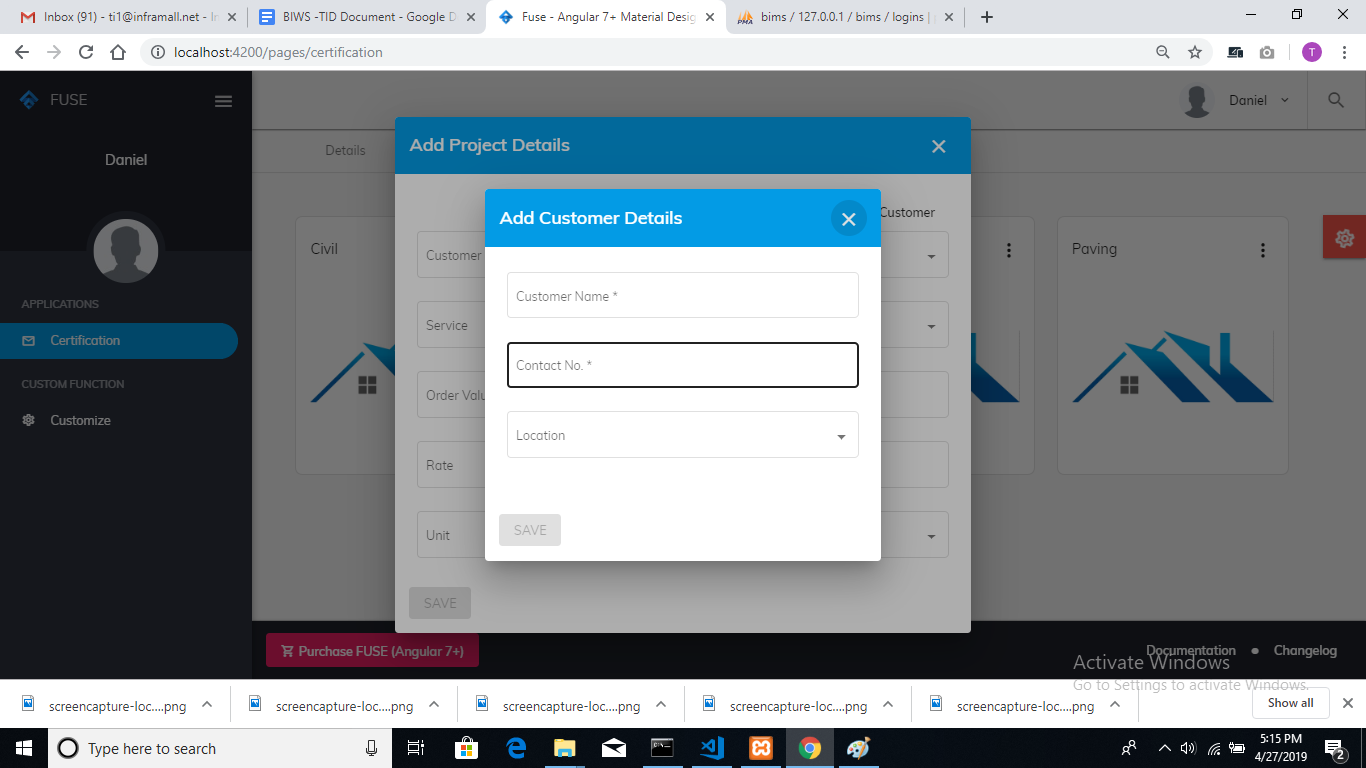 Inbox (91) - ti1@inframall.net - In
BIWS -TID Document - Google D
Fuse - Angular 7+ Material Desig
bims / 127.0.0.1 / bims / logins |
localhost:4200/pages/certification
T
FUSE
Daniel
Daniel
Details
Add Project Details
Customer
Add Customer Details
Civil
Paving
Customer
Customer Name *
APPLICATIONS
Service
Certification
Contact No. *
CUSTOM FUNCTION
Order Valu
Customize
Location
Rate
Unit
SAVE
SAVE
Purchase FUSE (Angular 7+)
Documentation
Changelog
Activate Windows
Go to Settings to activate Windows.
screencapture-loc....png
screencapture-loc....png
screencapture-loc....png
screencapture-loc....png
screencapture-loc....png
Show all
Type here to search
5:15 PM
4/27/2019
2